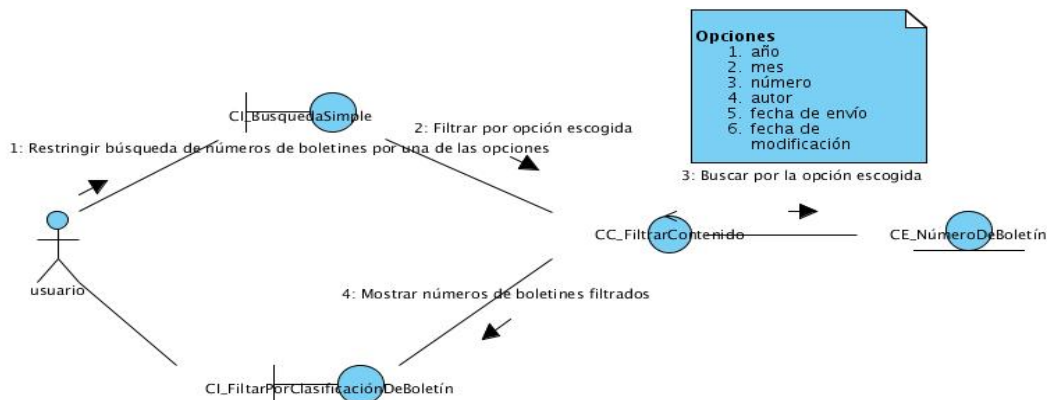 Opciones
1. año
2. mes
3. número
4. autor
5. fecha de envío
6. fecha de
modificación
CI_BusquedaSimple
2: Filtrar por opción escogida
1: Restringir búsqueda de números de boletines por una de las opciones
3: Buscar por la opción escogida
CC_FiltrarContenido
CE_NúmeroDeBoletín
usuario
4: Mostrar números de boletines filtrados
CI_FiltarPorClasificaciónDeBoletín